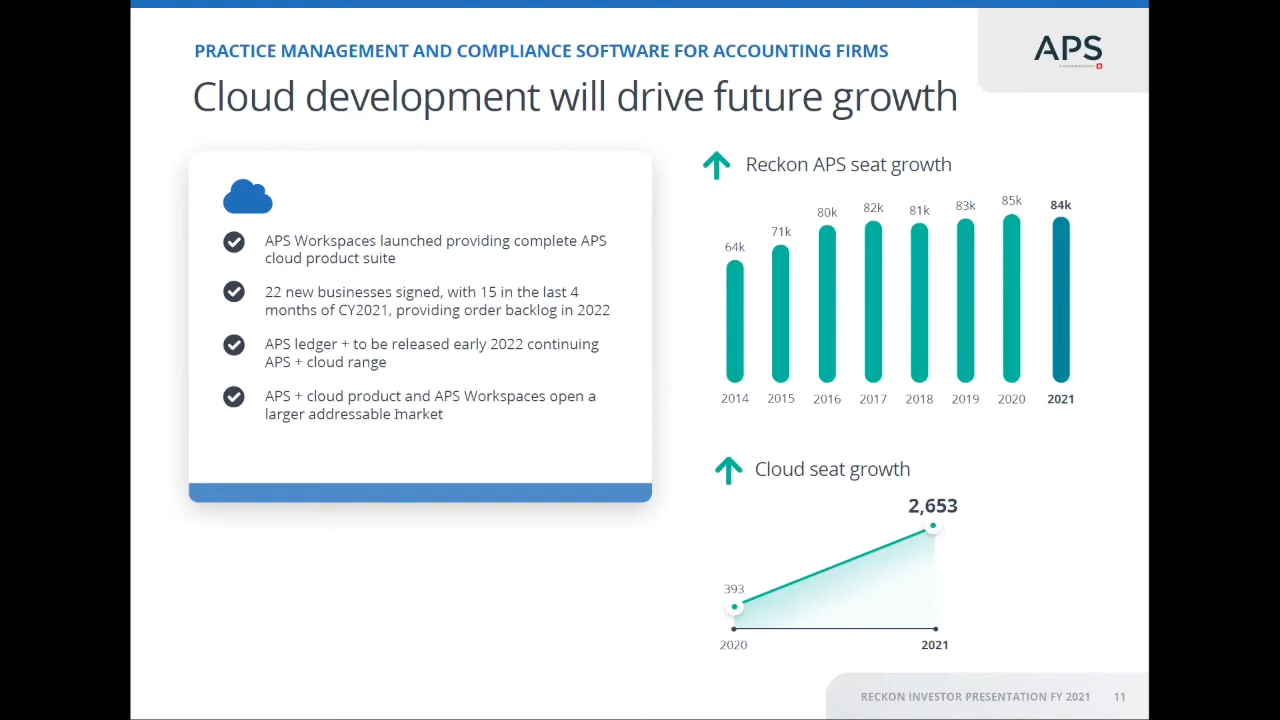 PRACTICE MANAGEMENT AND COMPLIANCE SOFTWARE FOR ACCOUNTING FIRMS
APS
Cloud development will drive future growth
APS Workspaces launched providing complete APS
cloud product suite
22 new businesses signed, with 15 in the last 4
months of CY2021, providing order backlog in 2022
APS ledger + to be released early 2022 continuing
APS + cloud range
APS + cloud product and APS Workspaces open a
larger addressable market
Reckon APS seat growth
64k 71k 80k 82k 81k 83k 85k 84k
2014 2015 2016 2017 2018 2019 2020 2021
Cloud seat growth
2,653
393
2020 2021
RECKON INVESTOR PRESENTATION FY 2021 11